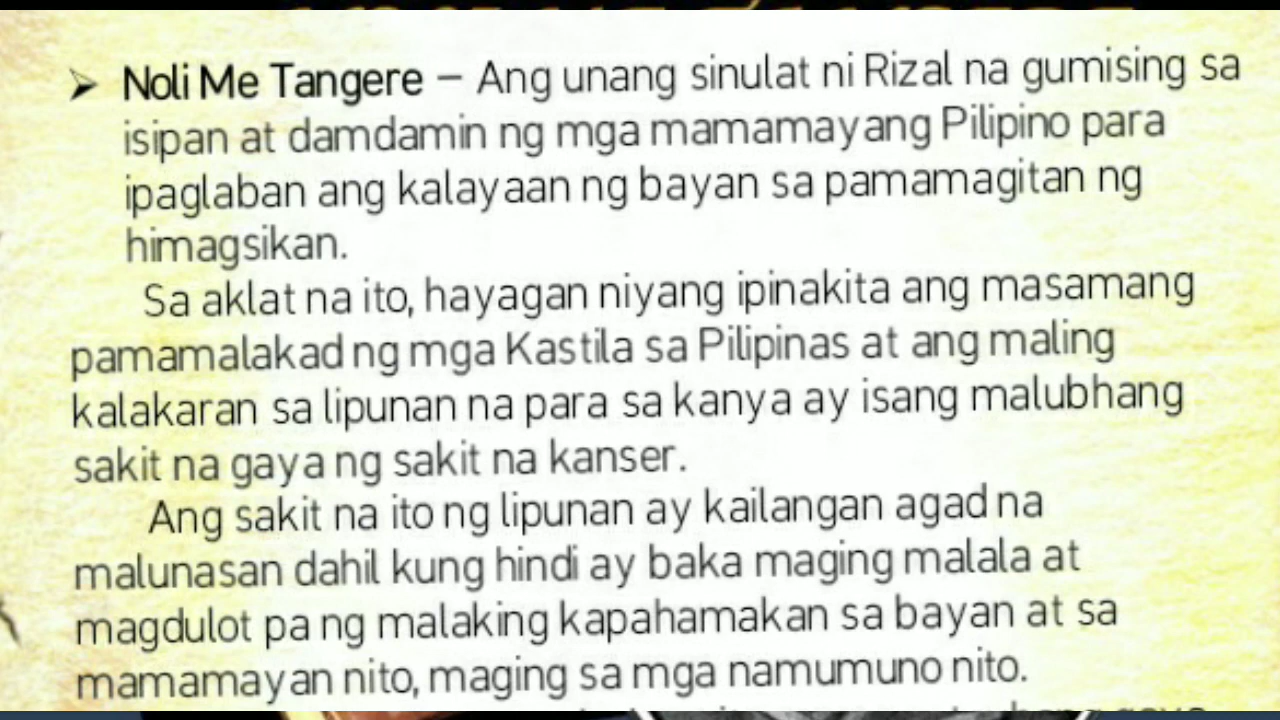 ➢ Noli Me Tangere – Ang unang sinulat ni Rizal na gumising sa
isipan at damdamin ng mga mamamayang Pilipino para
ipaglaban ang kalayaan ng bayan sa pamamagitan ng
himagsikan.
Sa aklat na ito, hayagan niyang ipinakita ang masamang
pamamalakad ng mga Kastila sa Pilipinas at ang maling
kalakaran sa lipunan na para sa kanya ay isang malubhang
sakit na gaya ng sakit na kanser.
Ang sakit na ito ng lipunan ay kailangan agad na
malunasan dahil kung hindi ay baka maging malala at
magdulot pa ng malaking kapahamakan sa bayan at sa
mamamayan nito, maging sa mga namumuno nito.